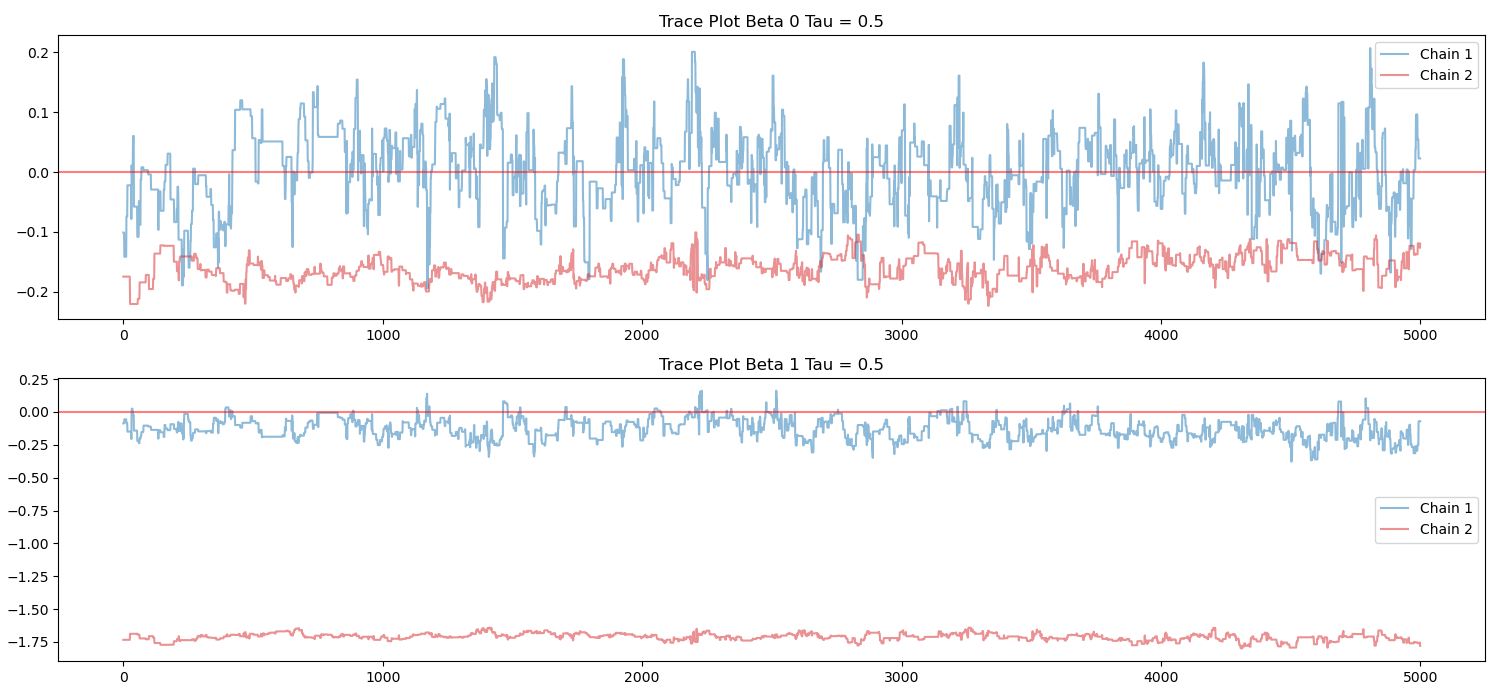 Trace Plot Beta 0 Tau = 0.5
0.2
0.1
0.0
−0.1
−0.2
Chain 1
Chain 2
0 1000 2000 3000 4000 5000
Trace Plot Beta 1 Tau = 0.5
0.25
0.00
−0.25
−0.50
−0.75
−1.00
−1.25
−1.50
−1.75
Chain 1
Chain 2
0 1000 2000 3000 4000 5000